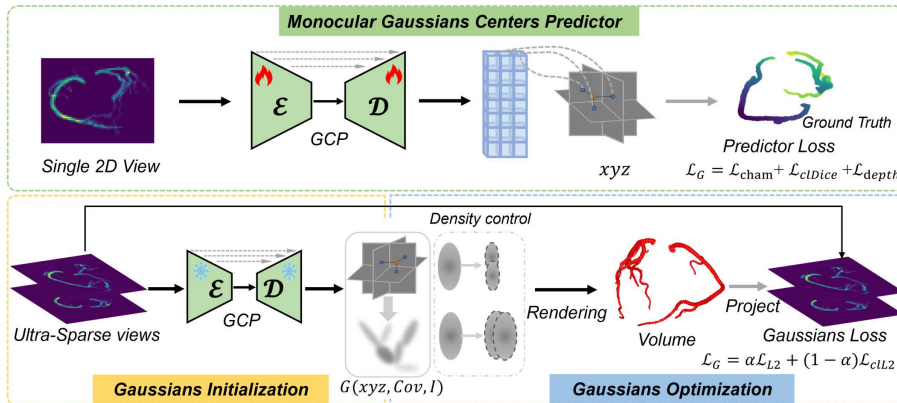 Monocular Gaussians Centers Predictor
ℰ
𝒟
GCP
Single 2D View
xyz
Ground Truth
Predictor Loss
ℒ_G = ℒ_cham + ℒ_clDice + ℒ_depth
Density control
ℰ
𝒟
GCP
Ultra-Sparse views
G(xyz, Cov, I)
Rendering
Volume
Project
Gaussians Loss
ℒ_G = αℒ_L2 + (1 − α)ℒ_clL2
Gaussians Initialization
Gaussians Optimization